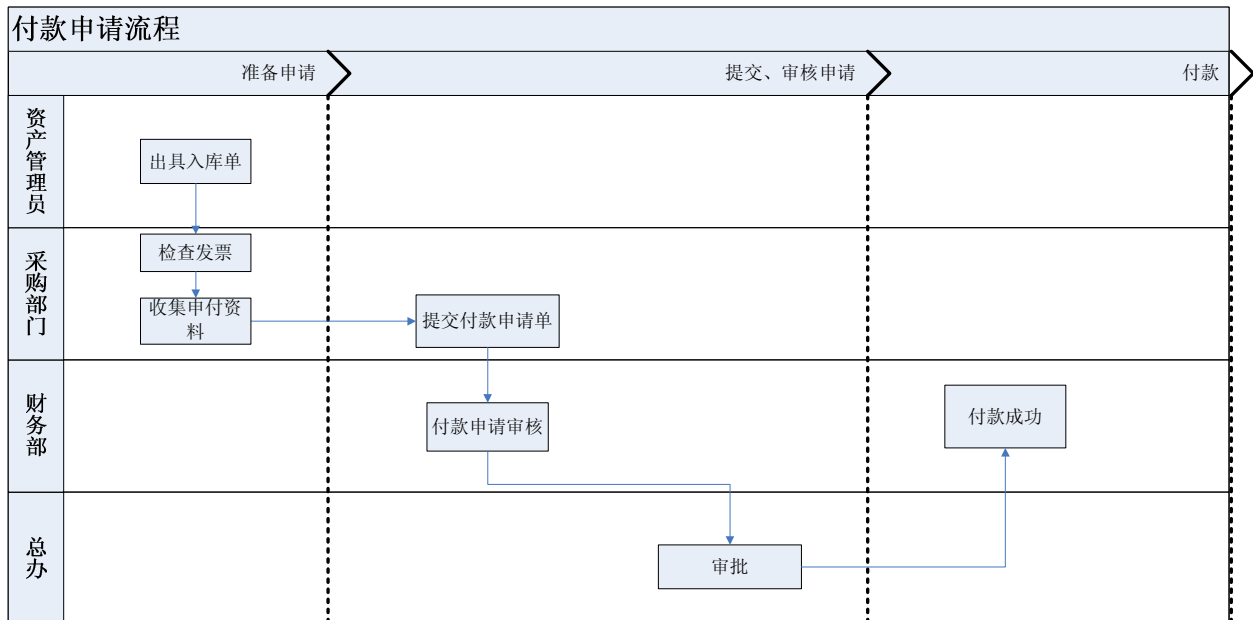 付款申请流程
准备申请
提交、审核申请
付款
资产管理员
出具入库单
采购部门
检查发票
收集申付资
料
提交付款申请单
财务部
付款申请审核
付款成功
总办
审批